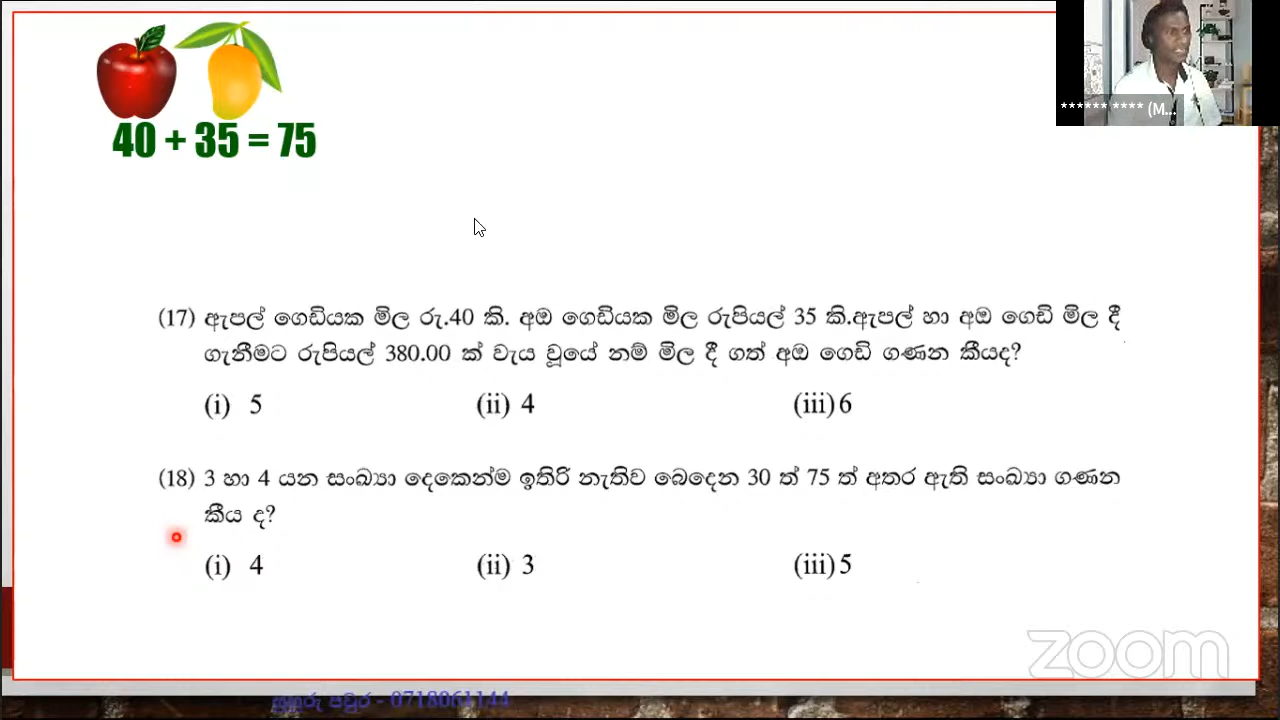 ****** **** (M...
40 + 35 = 75
(17) ඇපල් ගෙඩියක මිල රු.40 කි. අඹ ගෙඩියක මිල රුපියල් 35 කි.ඇපල් හා අඹ ගෙඩි මිල දී
ගැනීමට රුපියල් 380.00 ක් වැය වූයේ නම් මිල දී ගත් අඹ ගෙඩි ගණන කීයද?
(i) 5 (ii) 4 (iii) 6
(18) 3 හා 4 යන සංඛ්‍යා දෙකෙන්ම ඉතිරි නැතිව බෙදෙන 30 ත් 75 ත් අතර ඇති සංඛ්‍යා ගණන
කීය ද?
(i) 4 (ii) 3 (iii) 5
zoom
පවුර - 0718061144